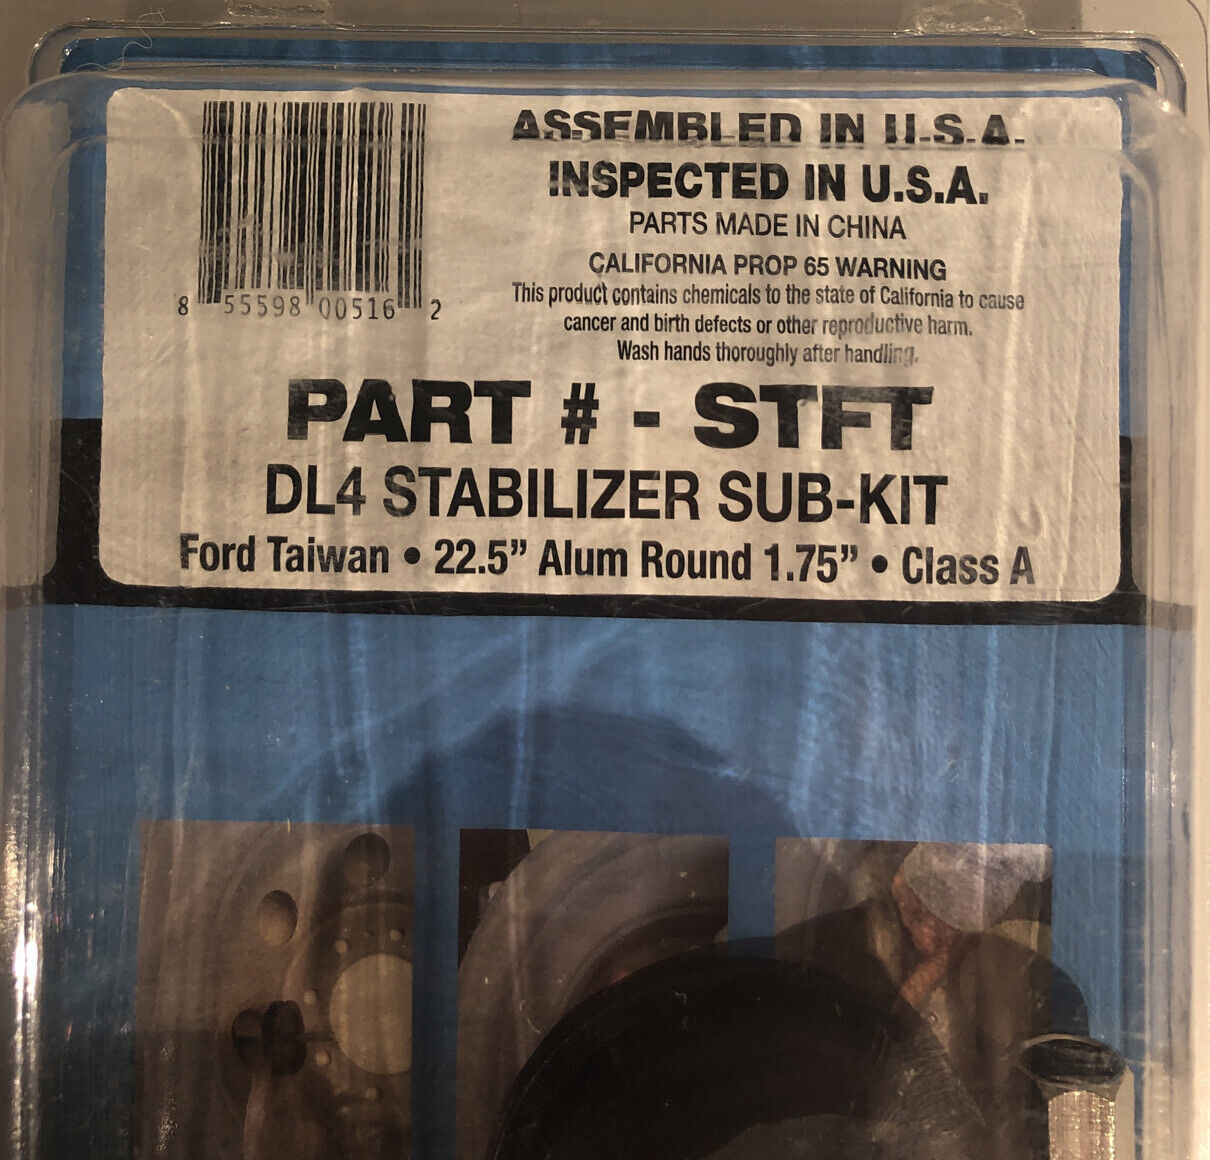 ASSEMBLED IN U.S.A.
INSPECTED IN U.S.A.
PARTS MADE IN CHINA
CALIFORNIA PROP 65 WARNING
This product contains chemicals to the state of California to cause
cancer and birth defects or other reproductive harm.
Wash hands thoroughly after handling.
8 55598 00516 2
PART # - STFT
DL4 STABILIZER SUB-KIT
Ford Taiwan • 22.5” Alum Round 1.75” • Class A